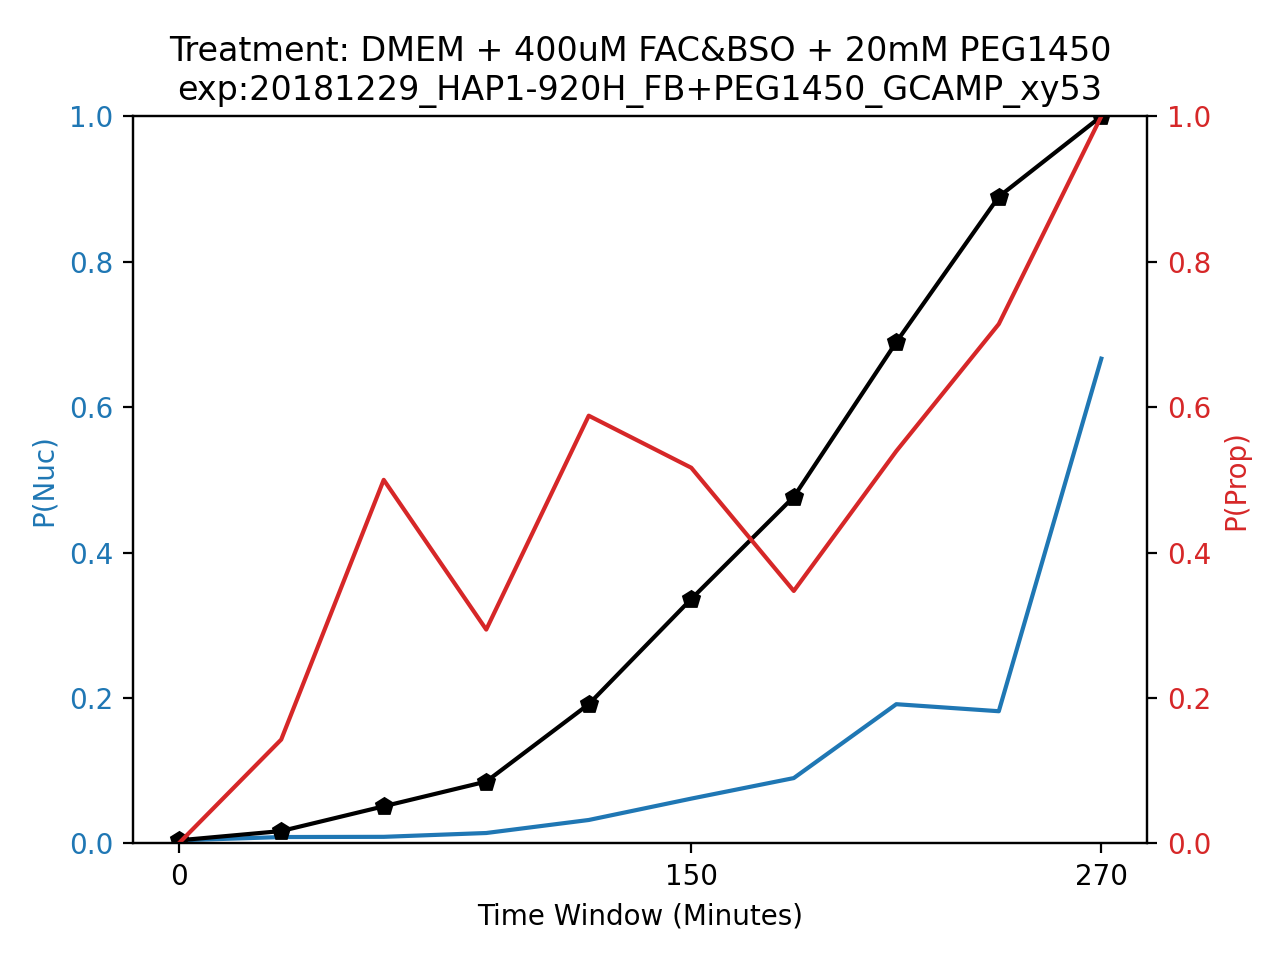 Treatment: DMEM + 400uM FAC&BSO + 20mM PEG1450
exp:20181229_HAP1-920H_FB+PEG1450_GCAMP_xy53
1.0
0.8
0.6
0.4
0.2
0.0
P(Nuc)
1.0
0.8
0.6
0.4
0.2
0.0
P(Prop)
0 150 270
Time Window (Minutes)